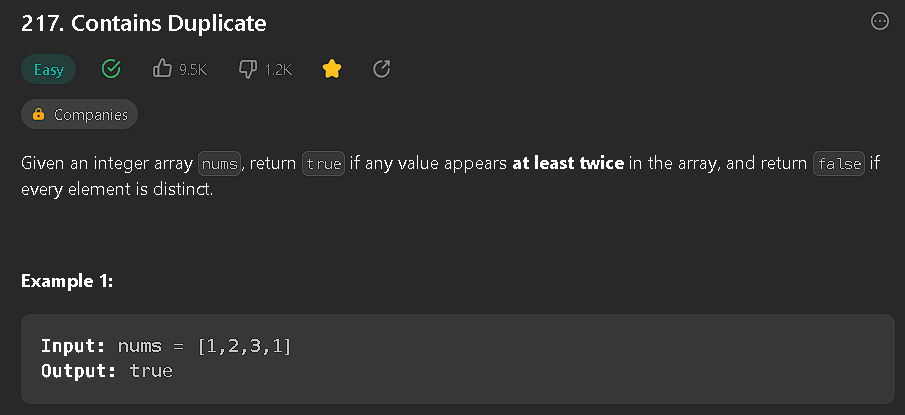 217. Contains Duplicate
Easy 9.5K 1.2K
Companies
Given an integer array nums, return true if any value appears at least twice in the array, and return false if
every element is distinct.
Example 1:
Input: nums = [1,2,3,1]
Output: true